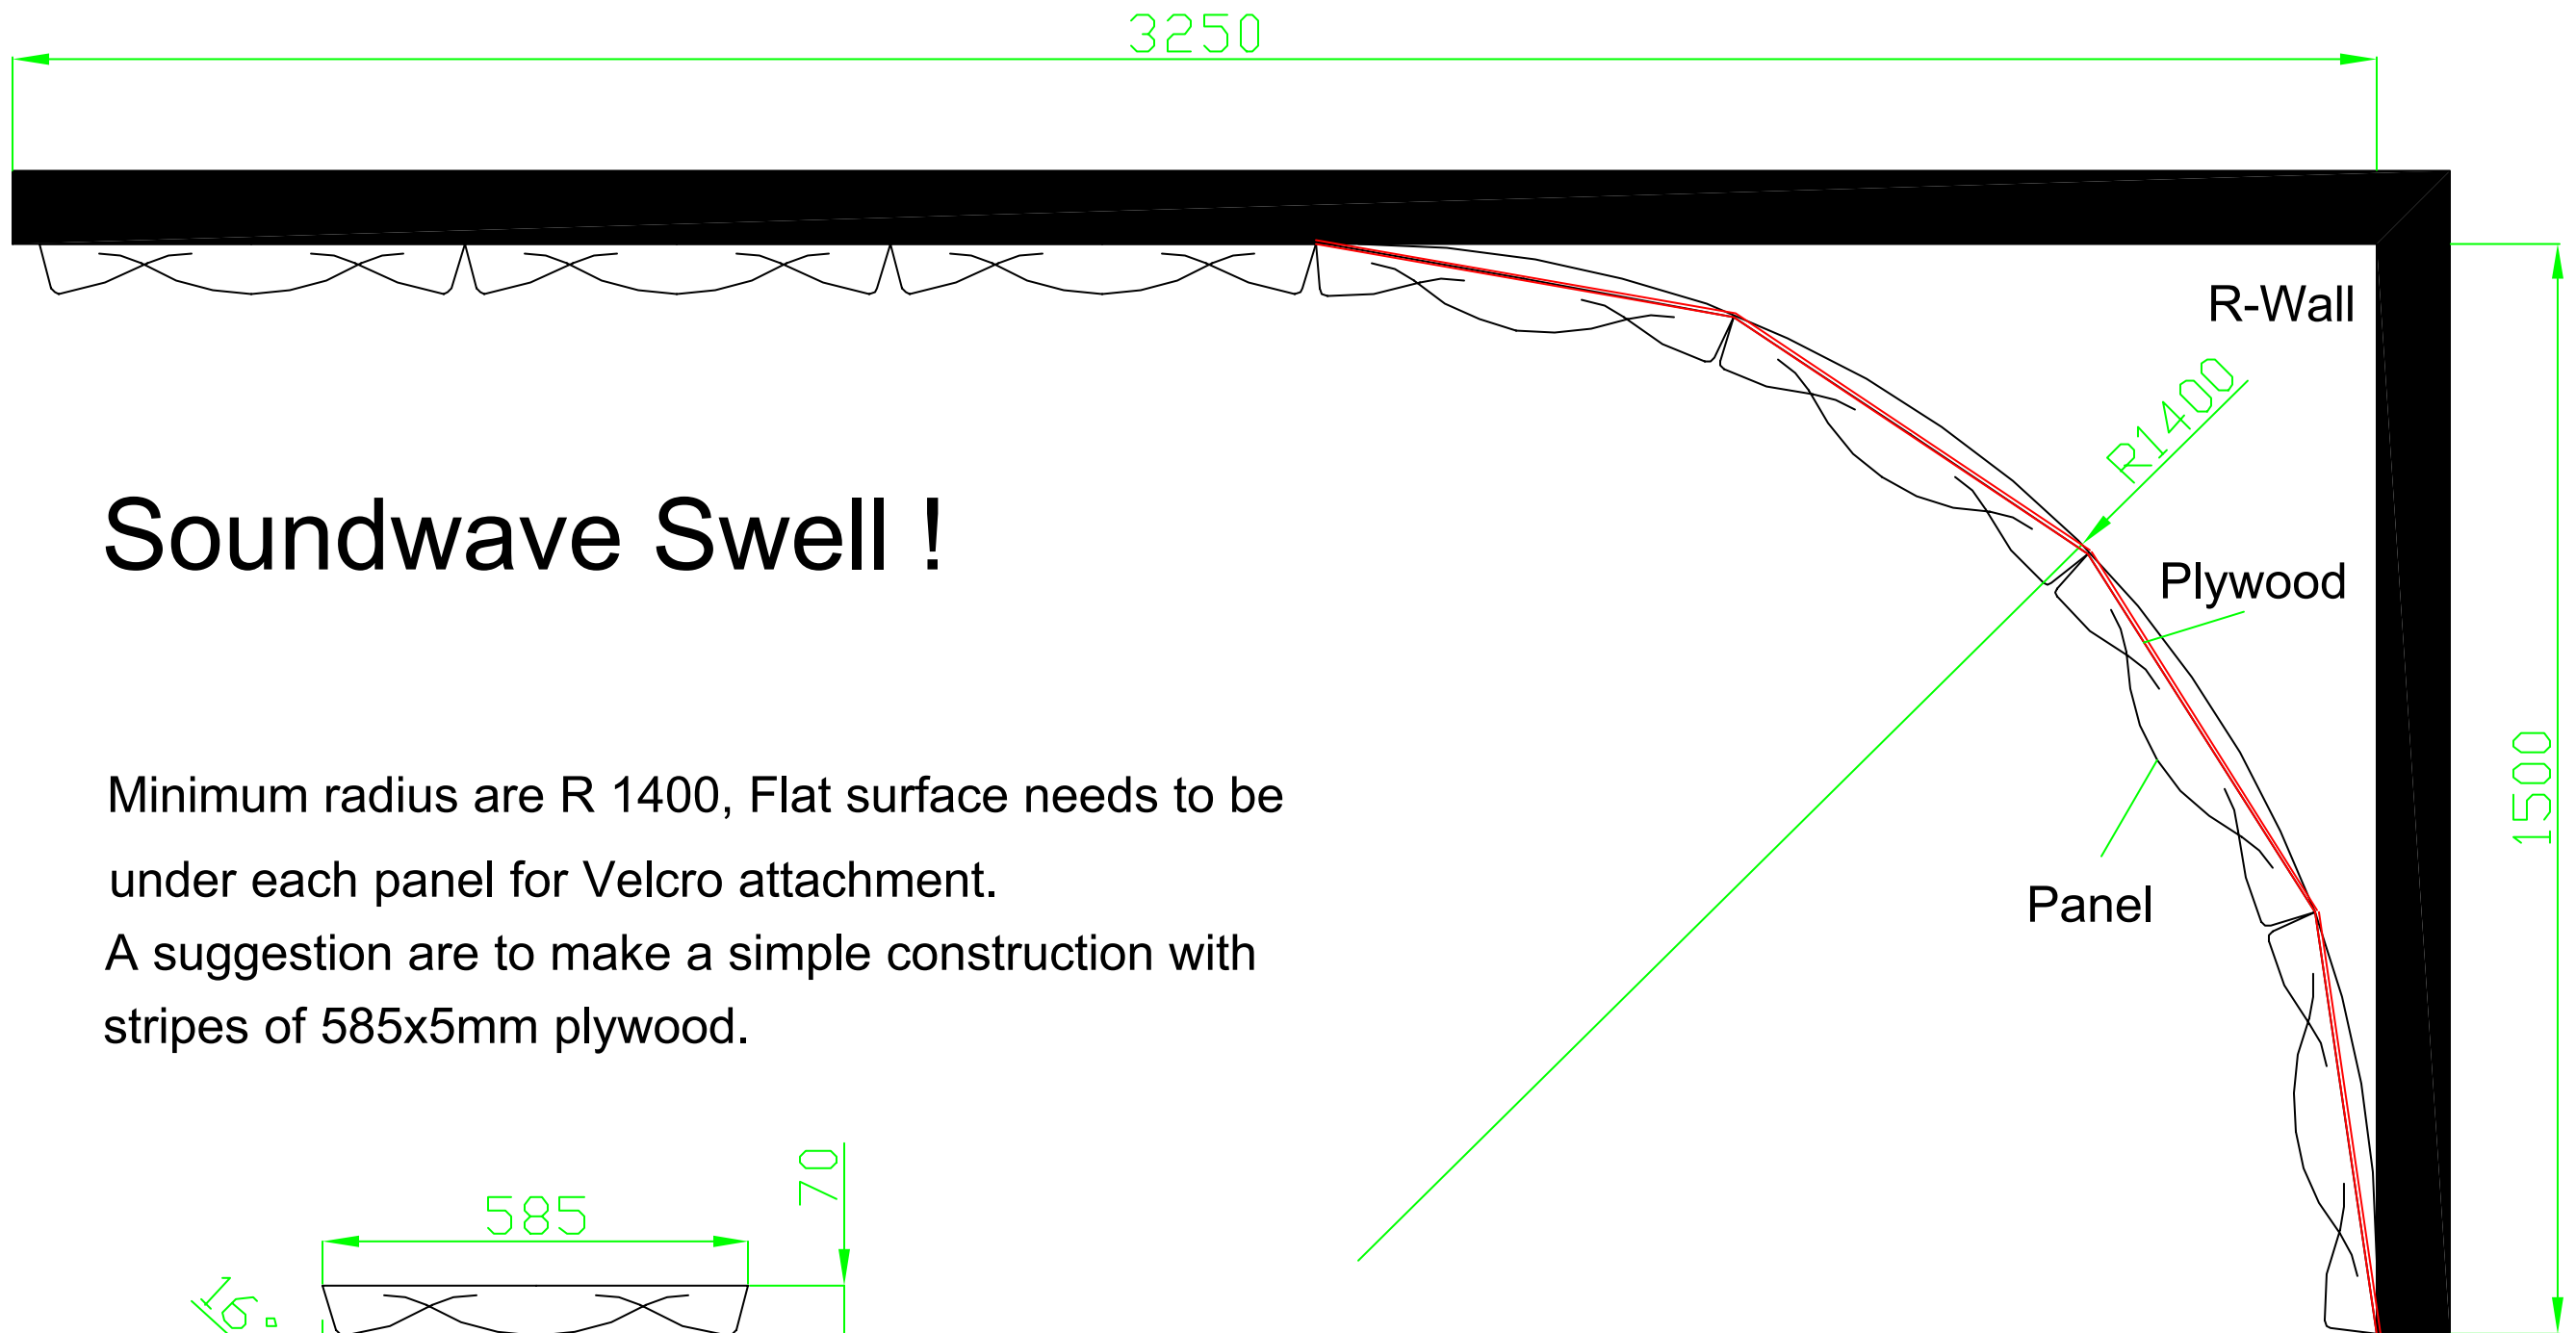 3250
R-Wall
R1400
Soundwave Swell !
Plywood
Minimum radius are R 1400, Flat surface needs to be
under each panel for Velcro attachment.
A suggestion are to make a simple construction with
stripes of 585x5mm plywood.
1500
Panel
70
585
16°